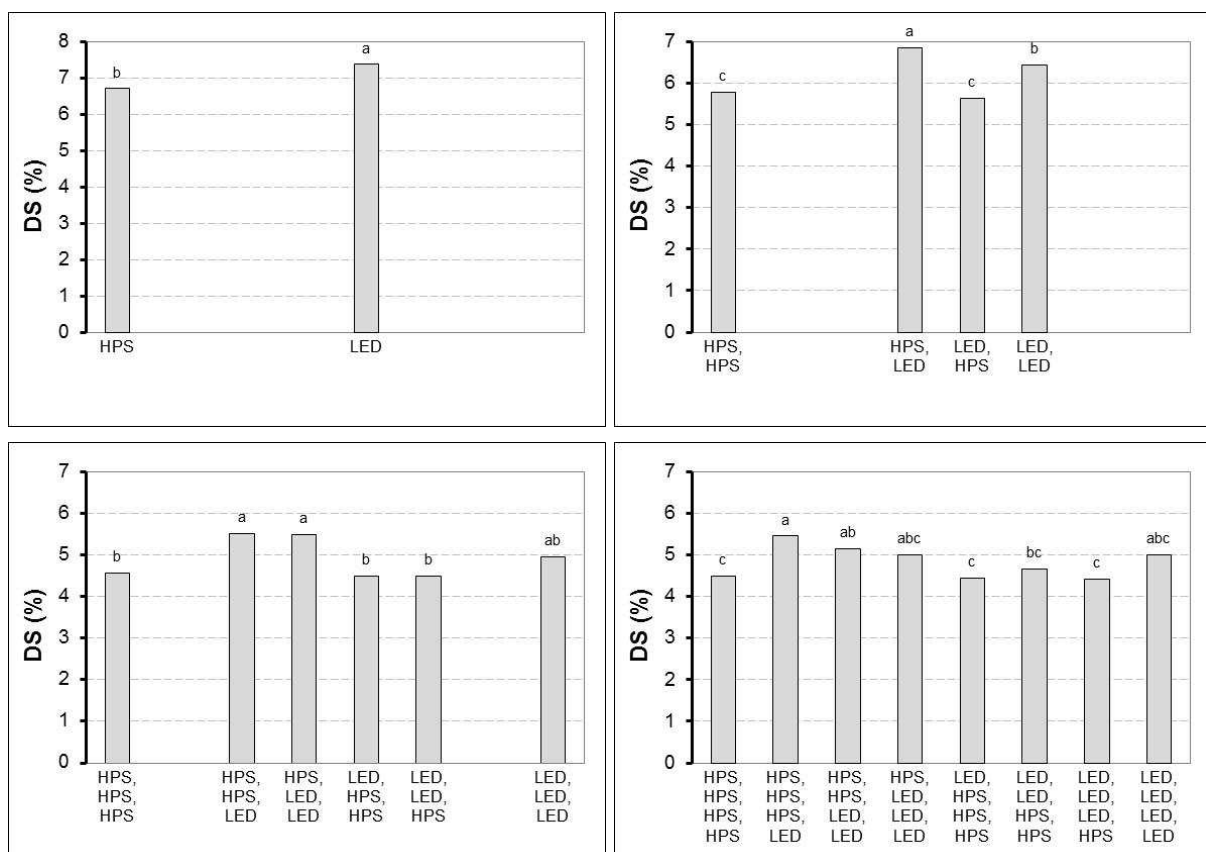 8
7
6
5
4
3
2
1
0
DS (%)
b
a
HPS
LED
7
6
5
4
3
2
1
0
DS (%)
c
a
c
b
HPS, HPS, LED, LED,
HPS LED HPS LED
7
6
5
4
3
2
1
0
DS (%)
b
a
a
b
b
ab
HPS, HPS, HPS, LED, LED, LED,
HPS, HPS, LED, HPS, LED, LED,
HPS LED LED HPS HPS LED
7
6
5
4
3
2
1
0
DS (%)
c
a
ab
abc
c
bc
c
abc
HPS, HPS, HPS, HPS, LED, LED, LED, LED,
HPS, HPS, HPS, LED, HPS, LED, LED, LED,
HPS, HPS, LED, LED, HPS, HPS, LED, LED,
HPS LED LED LED HPS HPS HPS LED